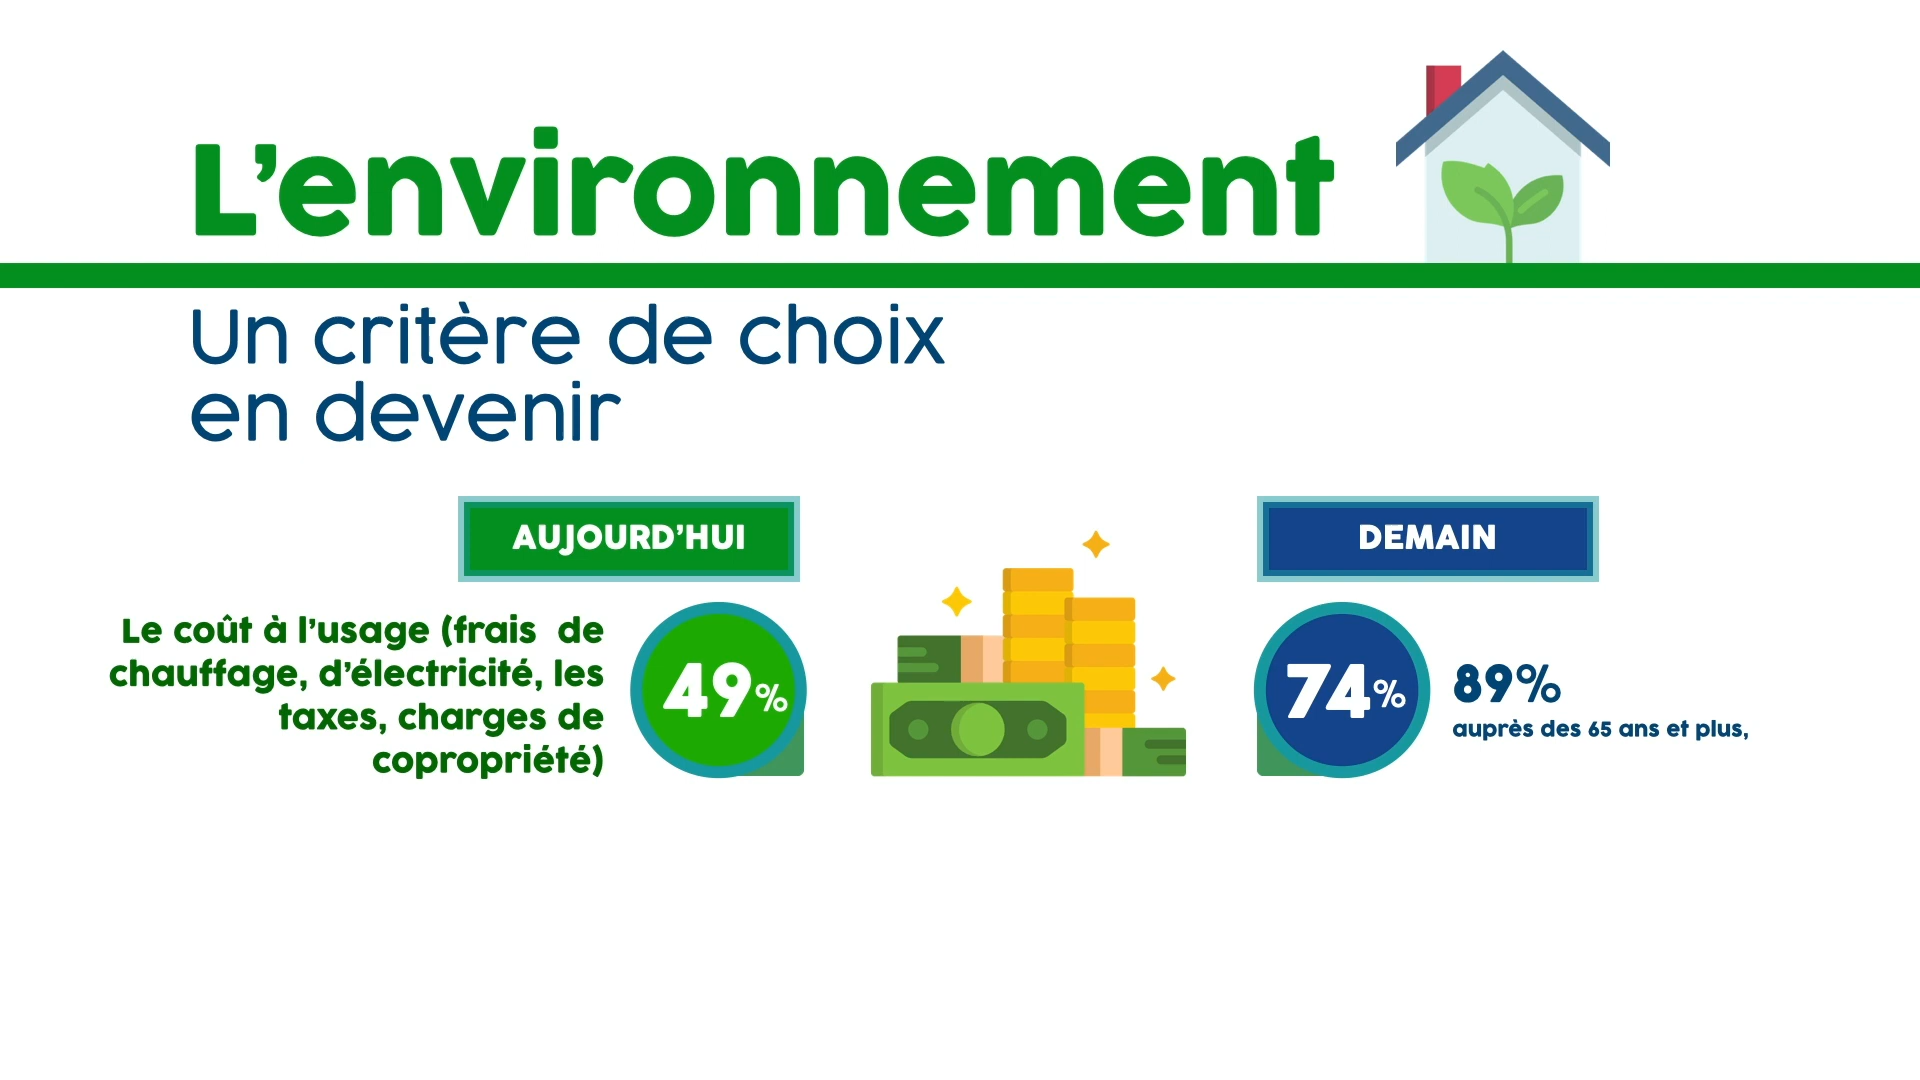 L’environnement
Un critère de choix
en devenir
AUJOURD’HUI
DEMAIN
Le coût à l’usage (frais de
chauffage, d’électricité, les
taxes, charges de
copropriété)
49%
74%
89%
auprès des 65 ans et plus,